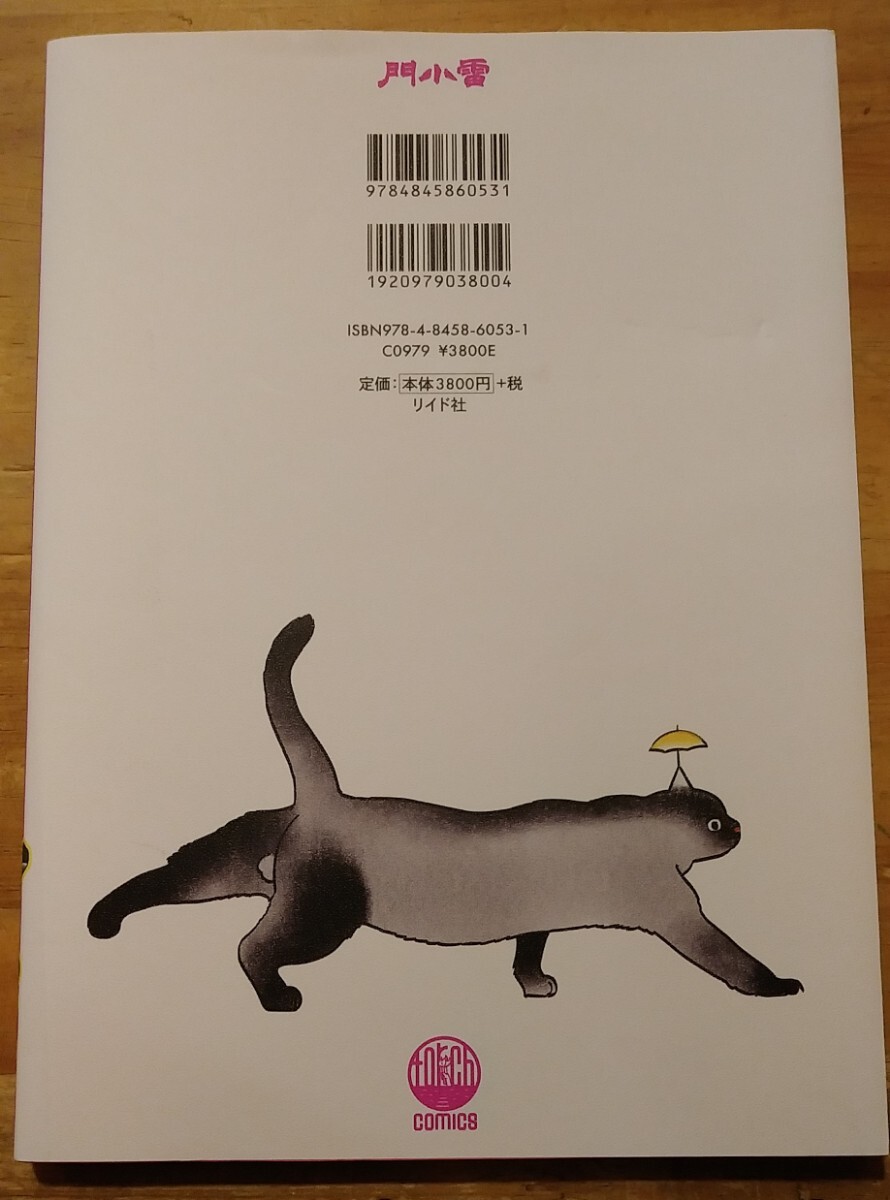 門小雷
9784845860531
1920979038004
ISBN978-4-8458-6053-1
C0979 ¥3800E
定価:本体3800円+税
リイド社
torch
COMICS